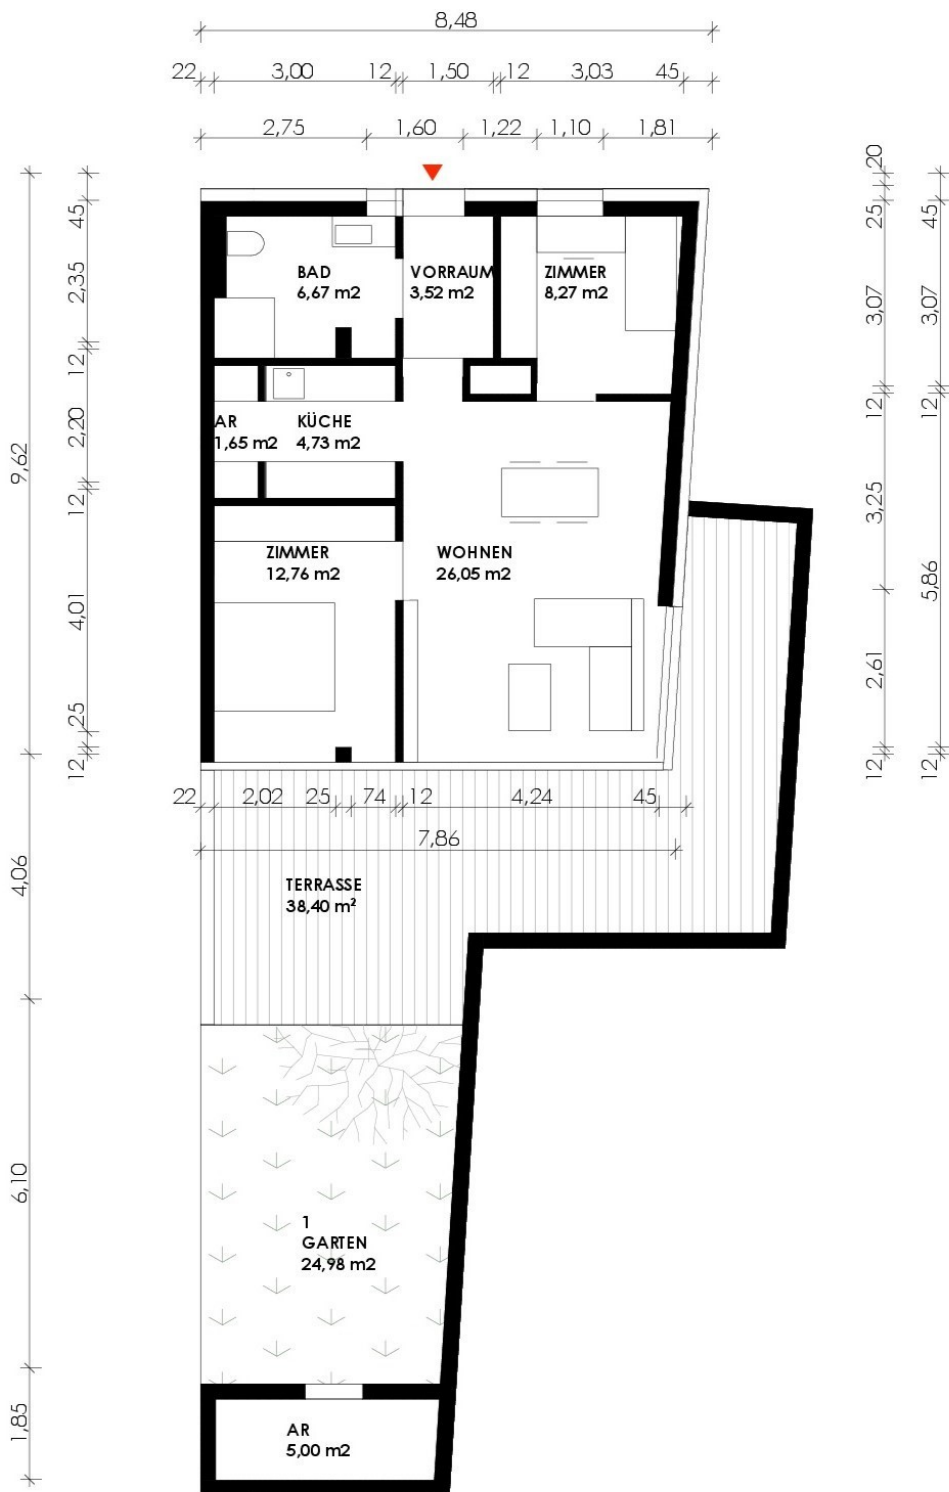 8,48
22 3,00 12 1,50 12 3,03 45
2,75 1,60 1,22 1,10 1,81
20
45 25 45
2,35 3,07 3,07
BAD
6,67 m2
VORRAUM
3,52 m2
ZIMMER
8,27 m2
12 12 12
9,62
2,20
AR
1,65 m2
KÜCHE
4,73 m2
12
3,25
ZIMMER
12,76 m2
WOHNEN
26,05 m2
5,86
4,01
2,61
25
12 12 12
22 2,02 25 74 12 4,24 45
7,86
4,06
TERRASSE
38,40 m²
6,10
1
GARTEN
24,98 m2
1,85
AR
5,00 m2